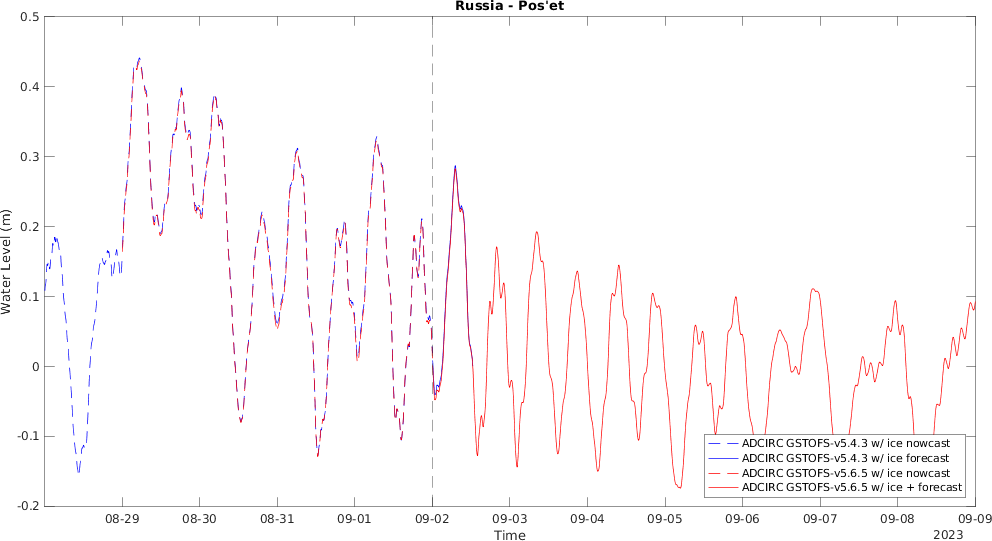 Russia - Pos'et
0.5
0.4
0.3
0.2
0.1
0
-0.1
-0.2
Water Level (m)
ADCIRC GSTOFS-v5.4.3 w/ ice nowcast
ADCIRC GSTOFS-v5.4.3 w/ ice forecast
ADCIRC GSTOFS-v5.6.5 w/ ice nowcast
ADCIRC GSTOFS-v5.6.5 w/ ice + forecast
08-29 08-30 08-31 09-01 09-02 09-03 09-04 09-05 09-06 09-07 09-08 09-09
Time 2023